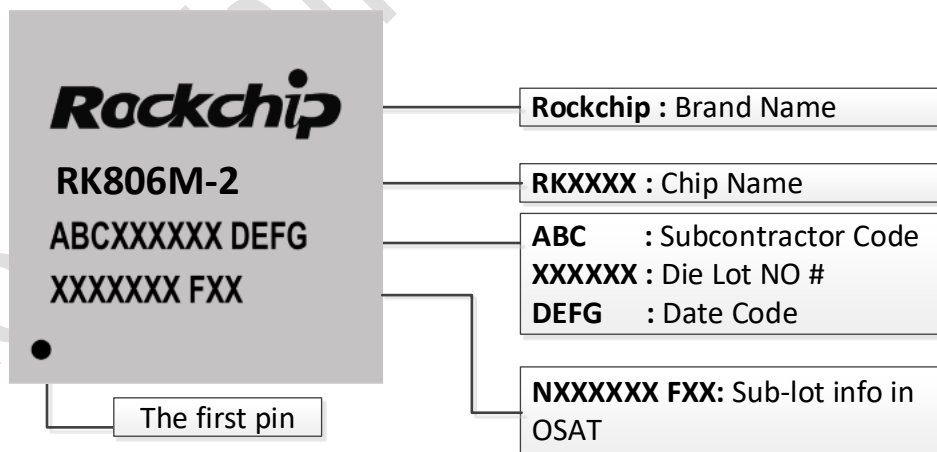 Rockchip
RK806M-2
ABCXXXXXX DEFG
XXXXXXX FXX
The first pin
Rockchip : Brand Name
RKXXXX : Chip Name
ABC : Subcontractor Code
XXXXXX : Die Lot NO #
DEFG : Date Code
NXXXXXX FXX: Sub-lot info in
OSAT